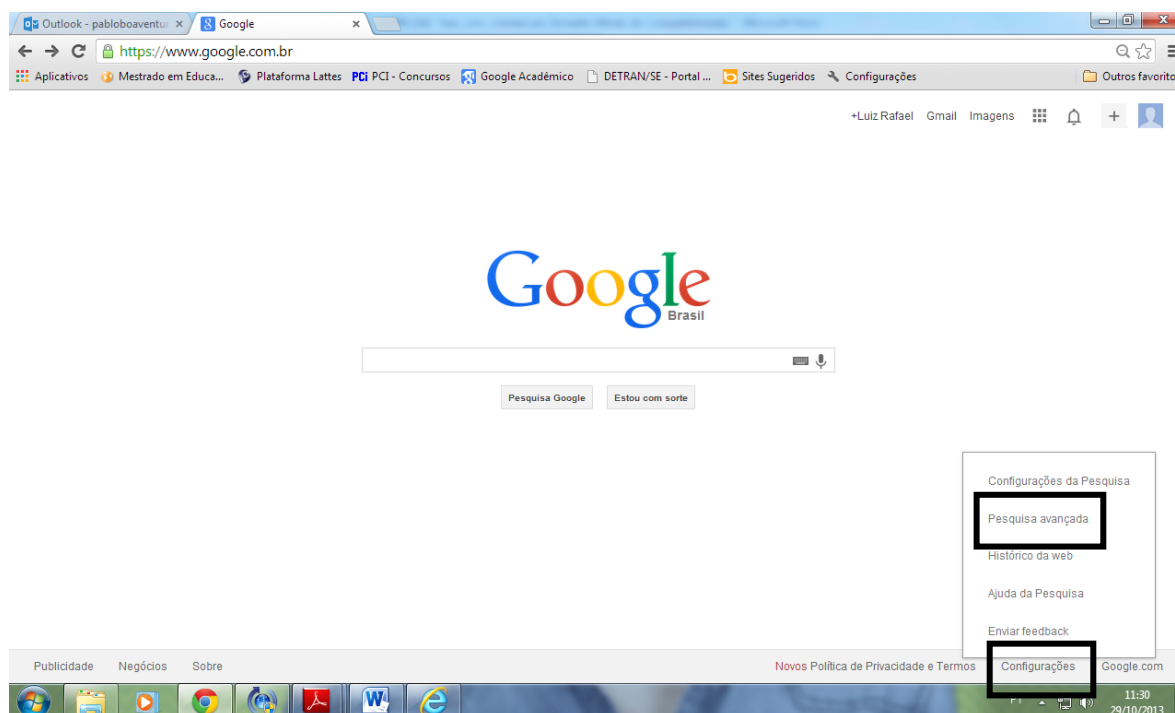 Outlook - pabloboaventur
Google
https://www.google.com.br
Aplicativos Mestrado em Educa... Plataforma Lattes PCi PCI - Concursos Google Acadêmico DETRAN/SE - Portal ... Sites Sugeridos Configurações Outros favorito
+Luiz Rafael Gmail Imagens
Google
Brasil
Pesquisa Google Estou com sorte
Configurações da Pesquisa
Pesquisa avançada
Histórico da web
Ajuda da Pesquisa
Enviar feedback
Publicidade Negócios Sobre Novos Política de Privacidade e Termos Configurações Google.com
11:30
29/10/2013